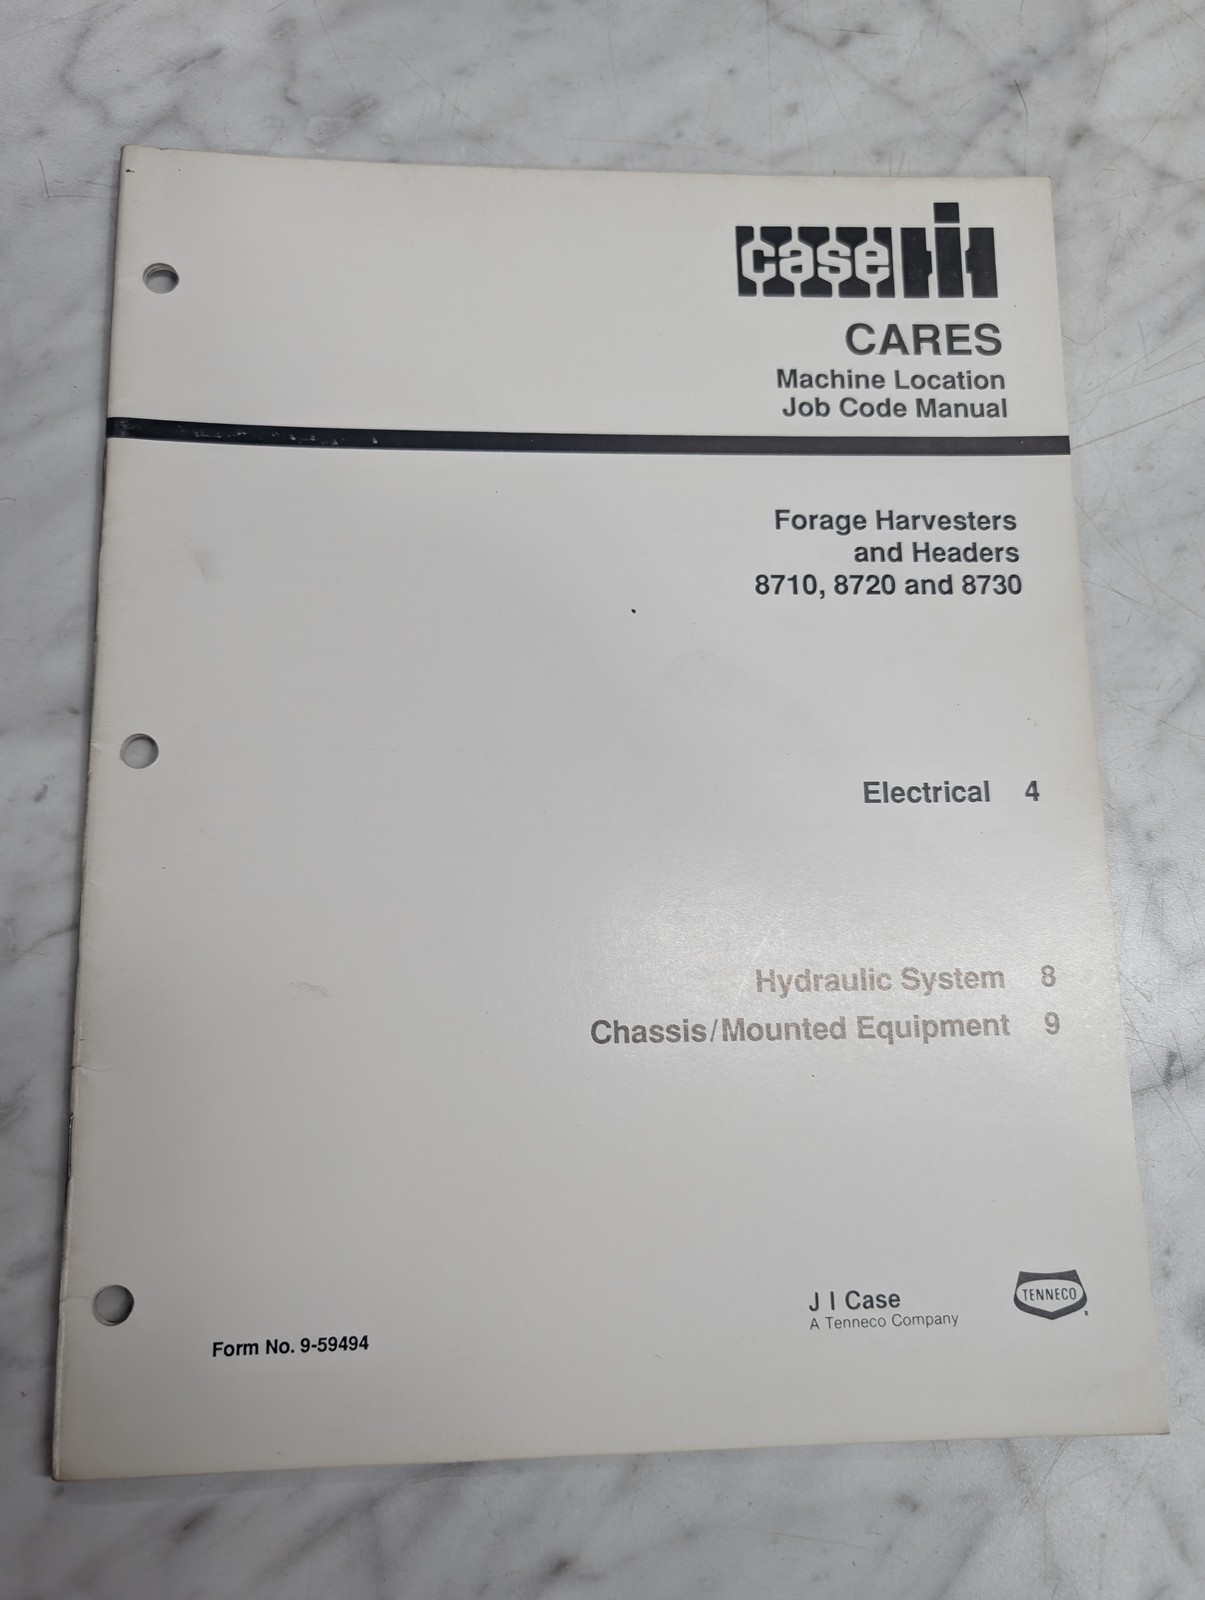 case IH
CARES
Machine Location
Job Code Manual
Forage Harvesters
and Headers
8710, 8720 and 8730
Electrical 4
Hydraulic System 8
Chassis/Mounted Equipment 9
J I Case
A Tenneco Company
TENNECO
Form No. 9-59494